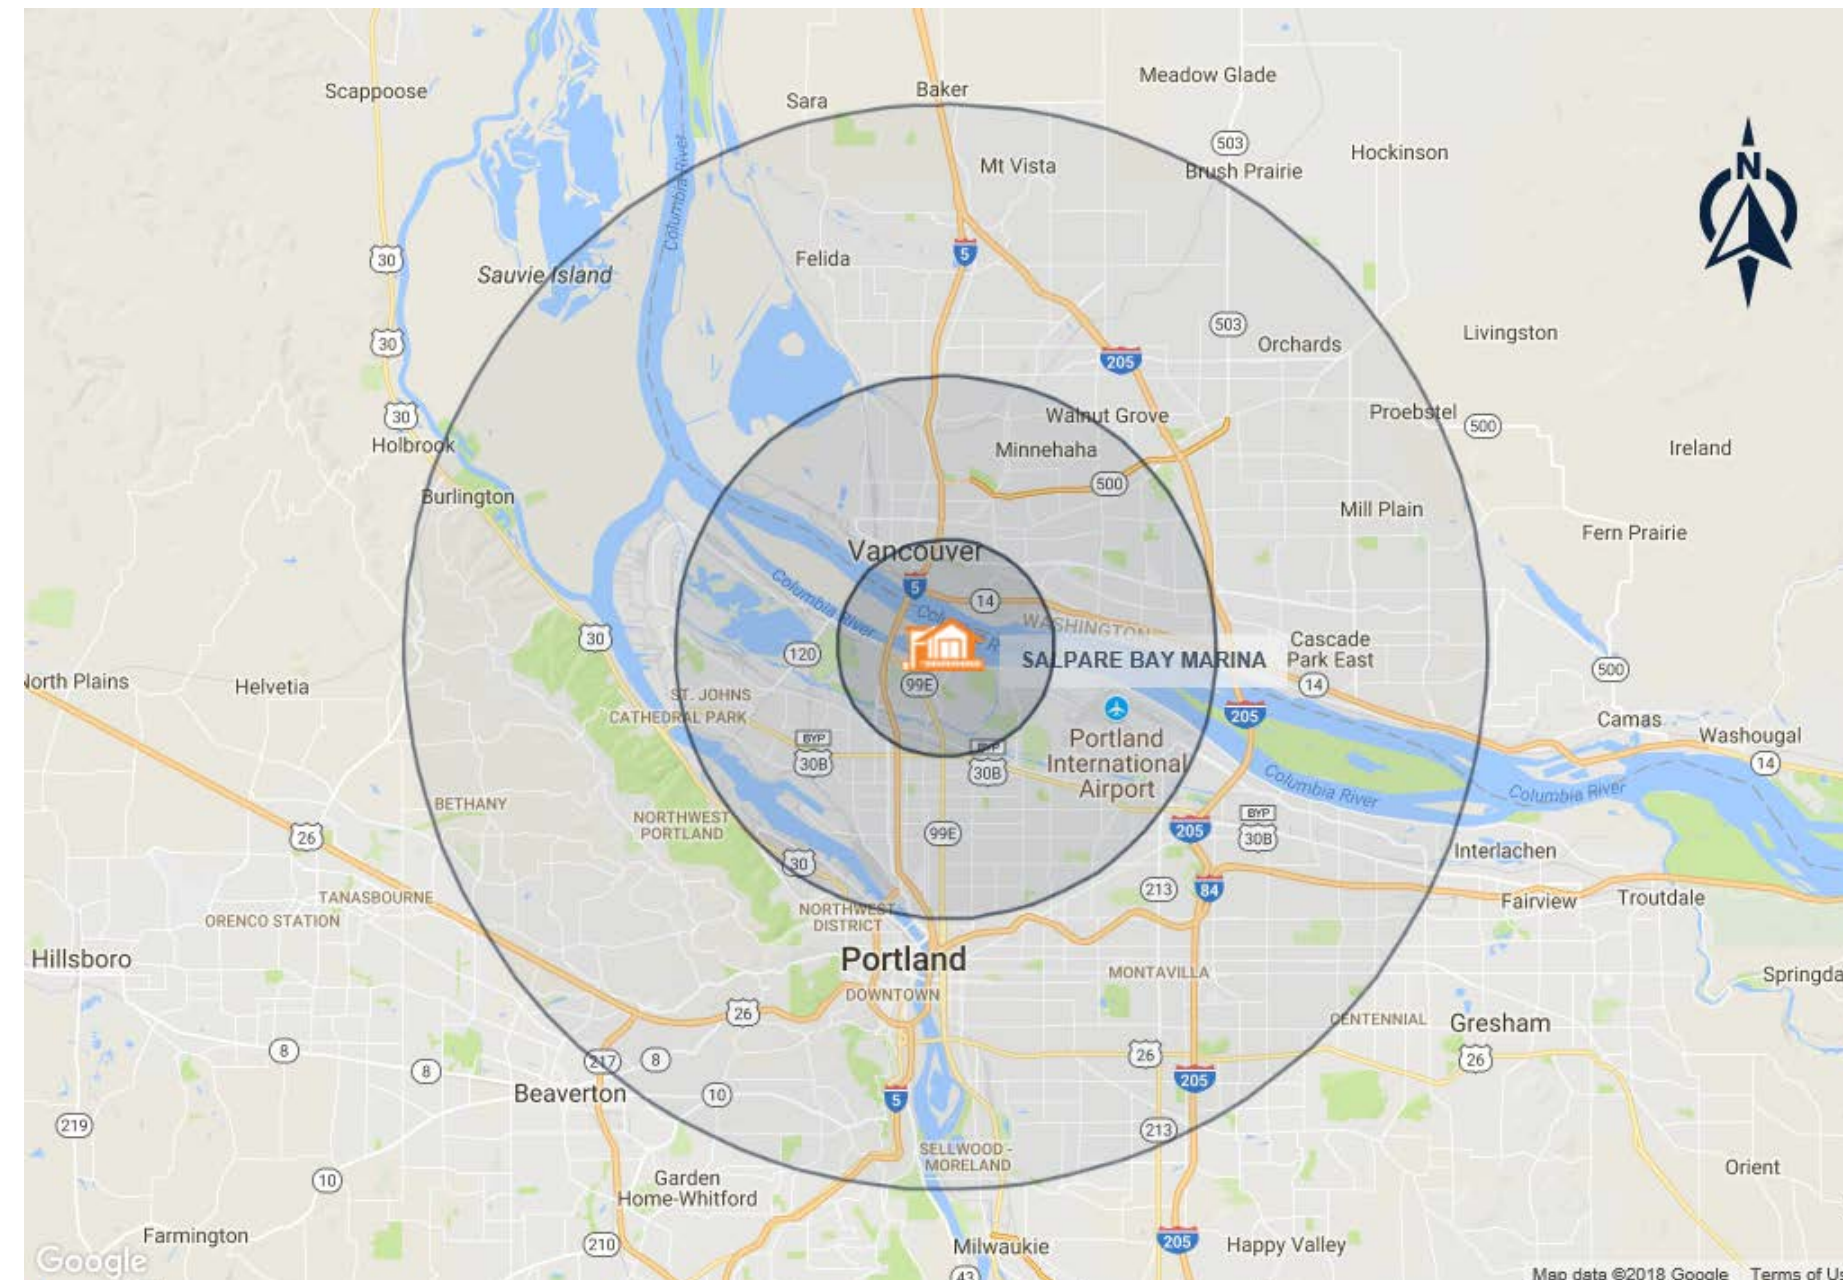 Meadow Glade
Scappoose
Baker
Sara
503
Hockinson
Mt Vista
Brush Prairie
N
Columbia River
5
30
Felida
Sauvie Island
503
Livingston
30
Orchards
205
30
Walnut Grove
Proebstel
500
Holbrook
Minnehaha
Ireland
500
Burlington
Mill Plain
Fern Prairie
Vancouver
5
Columbia River
14
WASHINGTON
30
120
Cascade
Park East
SALPARE BAY MARINA
500
North Plains
Helvetia
99E
14
ST. JOHNS
CATHEDRAL PARK
205
Camas
Washougal
14
BYP
30B
BYP
30B
Portland
International
Airport
Columbia River
Columbia River
BETHANY
NORTHWEST
PORTLAND
26
99E
205
BYP
30B
Interlachen
30
213
84
TANASBOURNE
ORENCO STATION
NORTHWEST
DISTRICT
Fairview
Troutdale
Hillsboro
Portland
MONTAVILLA
Springda
DOWNTOWN
26
CENTENNIAL
Gresham
8
217
8
26
26
8
205
Beaverton
10
5
219
213
SELLWOOD -
MORELAND
10
Garden
Home-Whitford
Orient
Farmington
210
Milwaukie
205
Happy Valley
Google
43
Map data ©2018 Google
Terms of Us